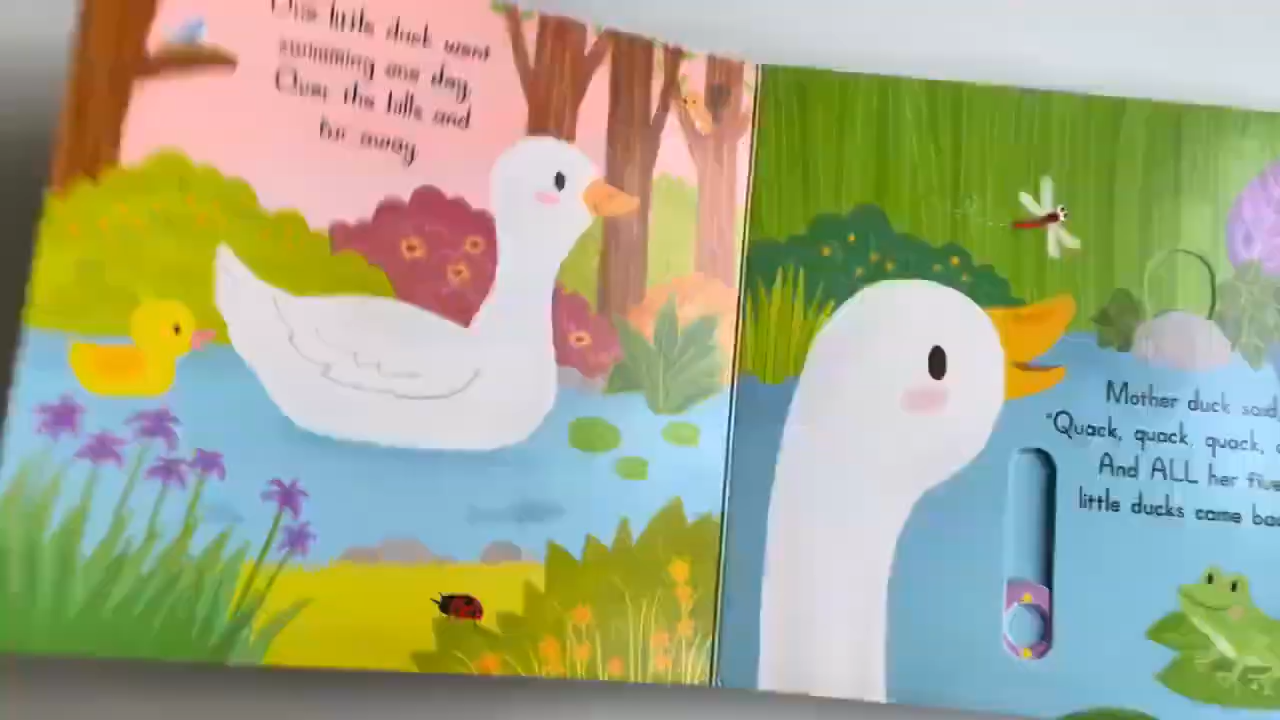 One little duck went
swimming one day,
Over the hills and
far away
Mother duck said,
"Quack, quack, quack,
And ALL her five
little ducks came